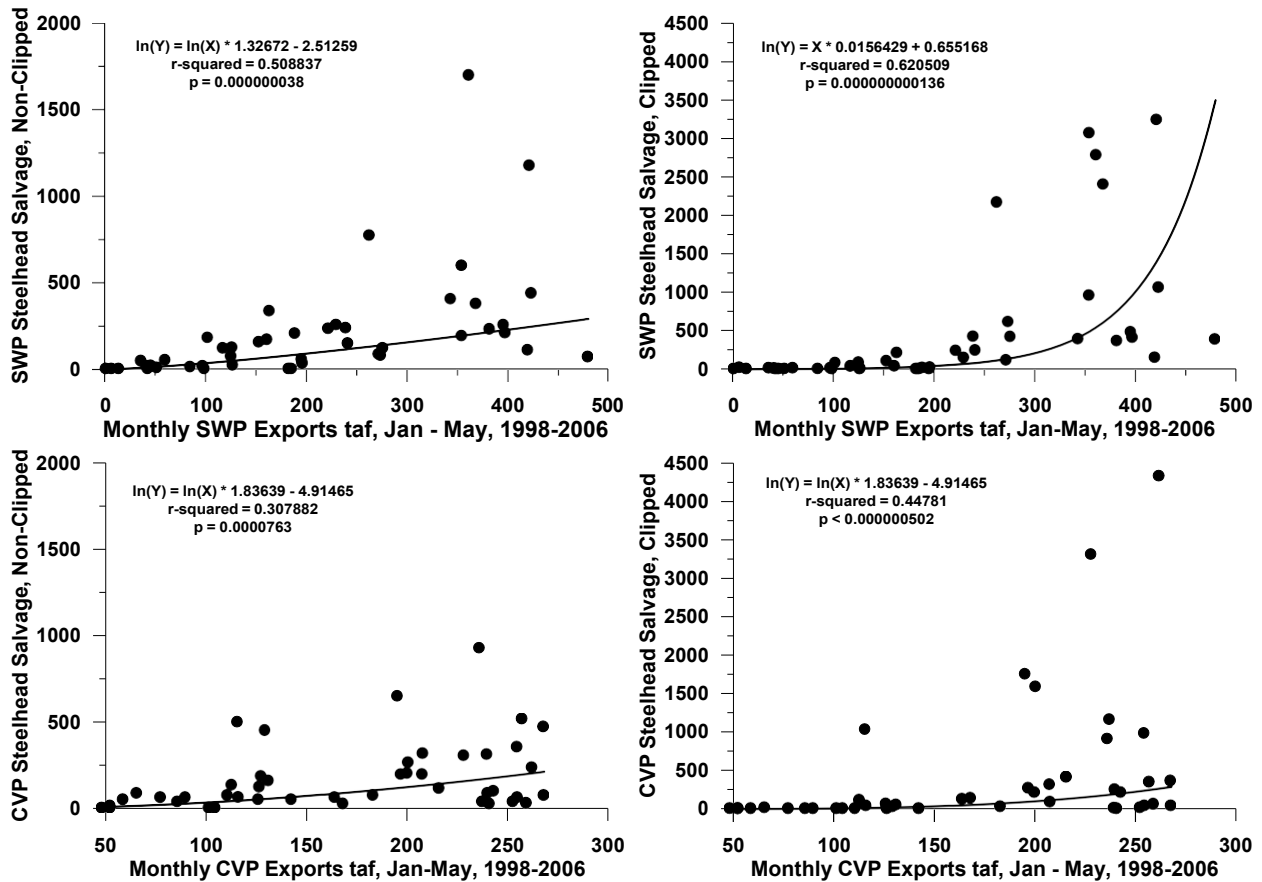 SWP Steelhead Salvage, Non-Clipped
2000
1500
1000
500
0
ln(Y) = ln(X) * 1.32672 - 2.51259
r-squared = 0.508837
p = 0.000000038
0 100 200 300 400 500
Monthly SWP Exports taf, Jan - May, 1998-2006
SWP Steelhead Salvage, Clipped
4500
4000
3500
3000
2500
2000
1500
1000
500
0
ln(Y) = X * 0.0156429 + 0.655168
r-squared = 0.620509
p = 0.000000000136
0 100 200 300 400 500
Monthly SWP Exports taf, Jan-May, 1998-2006
CVP Steelhead Salvage, Non-Clipped
2000
1500
1000
500
0
ln(Y) = ln(X) * 1.83639 - 4.91465
r-squared = 0.307882
p = 0.0000763
50 100 150 200 250 300
Monthly CVP Exports taf, Jan-May, 1998-2006
CVP Steelhead Salvage, Clipped
4500
4000
3500
3000
2500
2000
1500
1000
500
0
ln(Y) = ln(X) * 1.83639 - 4.91465
r-squared = 0.44781
p < 0.000000502
50 100 150 200 250 300
Monthly CVP Exports taf, Jan - May, 1998-2006